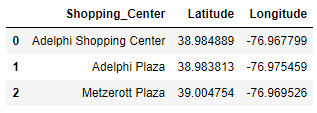 Shopping_Center Latitude Longitude
0 Adelphi Shopping Center 38.984889 -76.967799
1 Adelphi Plaza 38.983813 -76.975459
2 Metzerott Plaza 39.004754 -76.969526